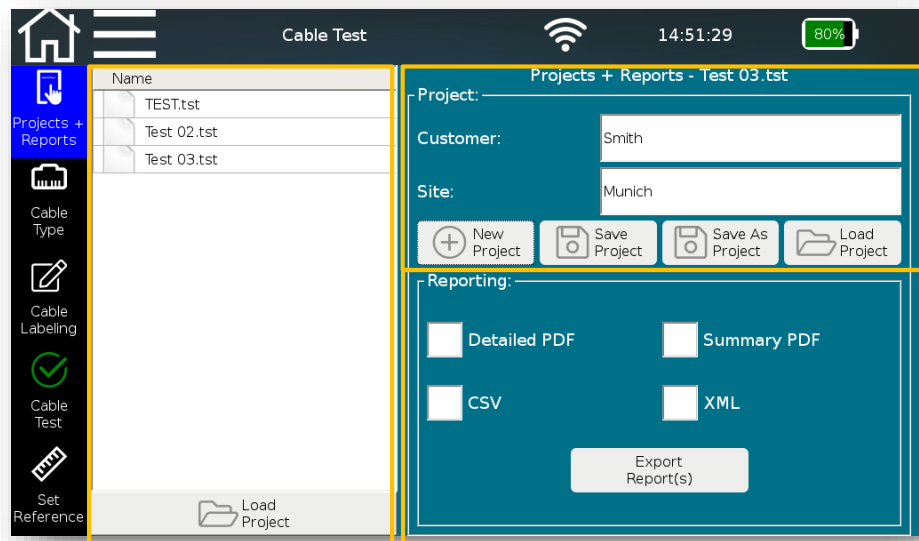 Cable Test
14:51:29
80%
Projects +
Reports
Cable
Type
Cable
Labeling
Cable
Test
Set
Reference
Name
TEST.tst
Test 02.tst
Test 03.tst
Load
Project
Projects + Reports - Test 03.tst
Project:
Customer:
Smith
Site:
Munich
New
Project
Save
Project
Save As
Project
Load
Project
Reporting:
Detailed PDF
Summary PDF
CSV
XML
Export
Report(s)